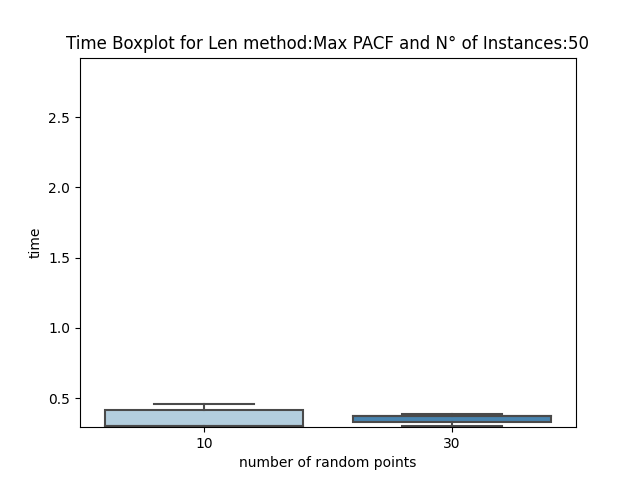 Time Boxplot for Len method:Max PACF and N° of Instances:50
2.5
2.0
1.5
1.0
0.5
time
10
30
number of random points